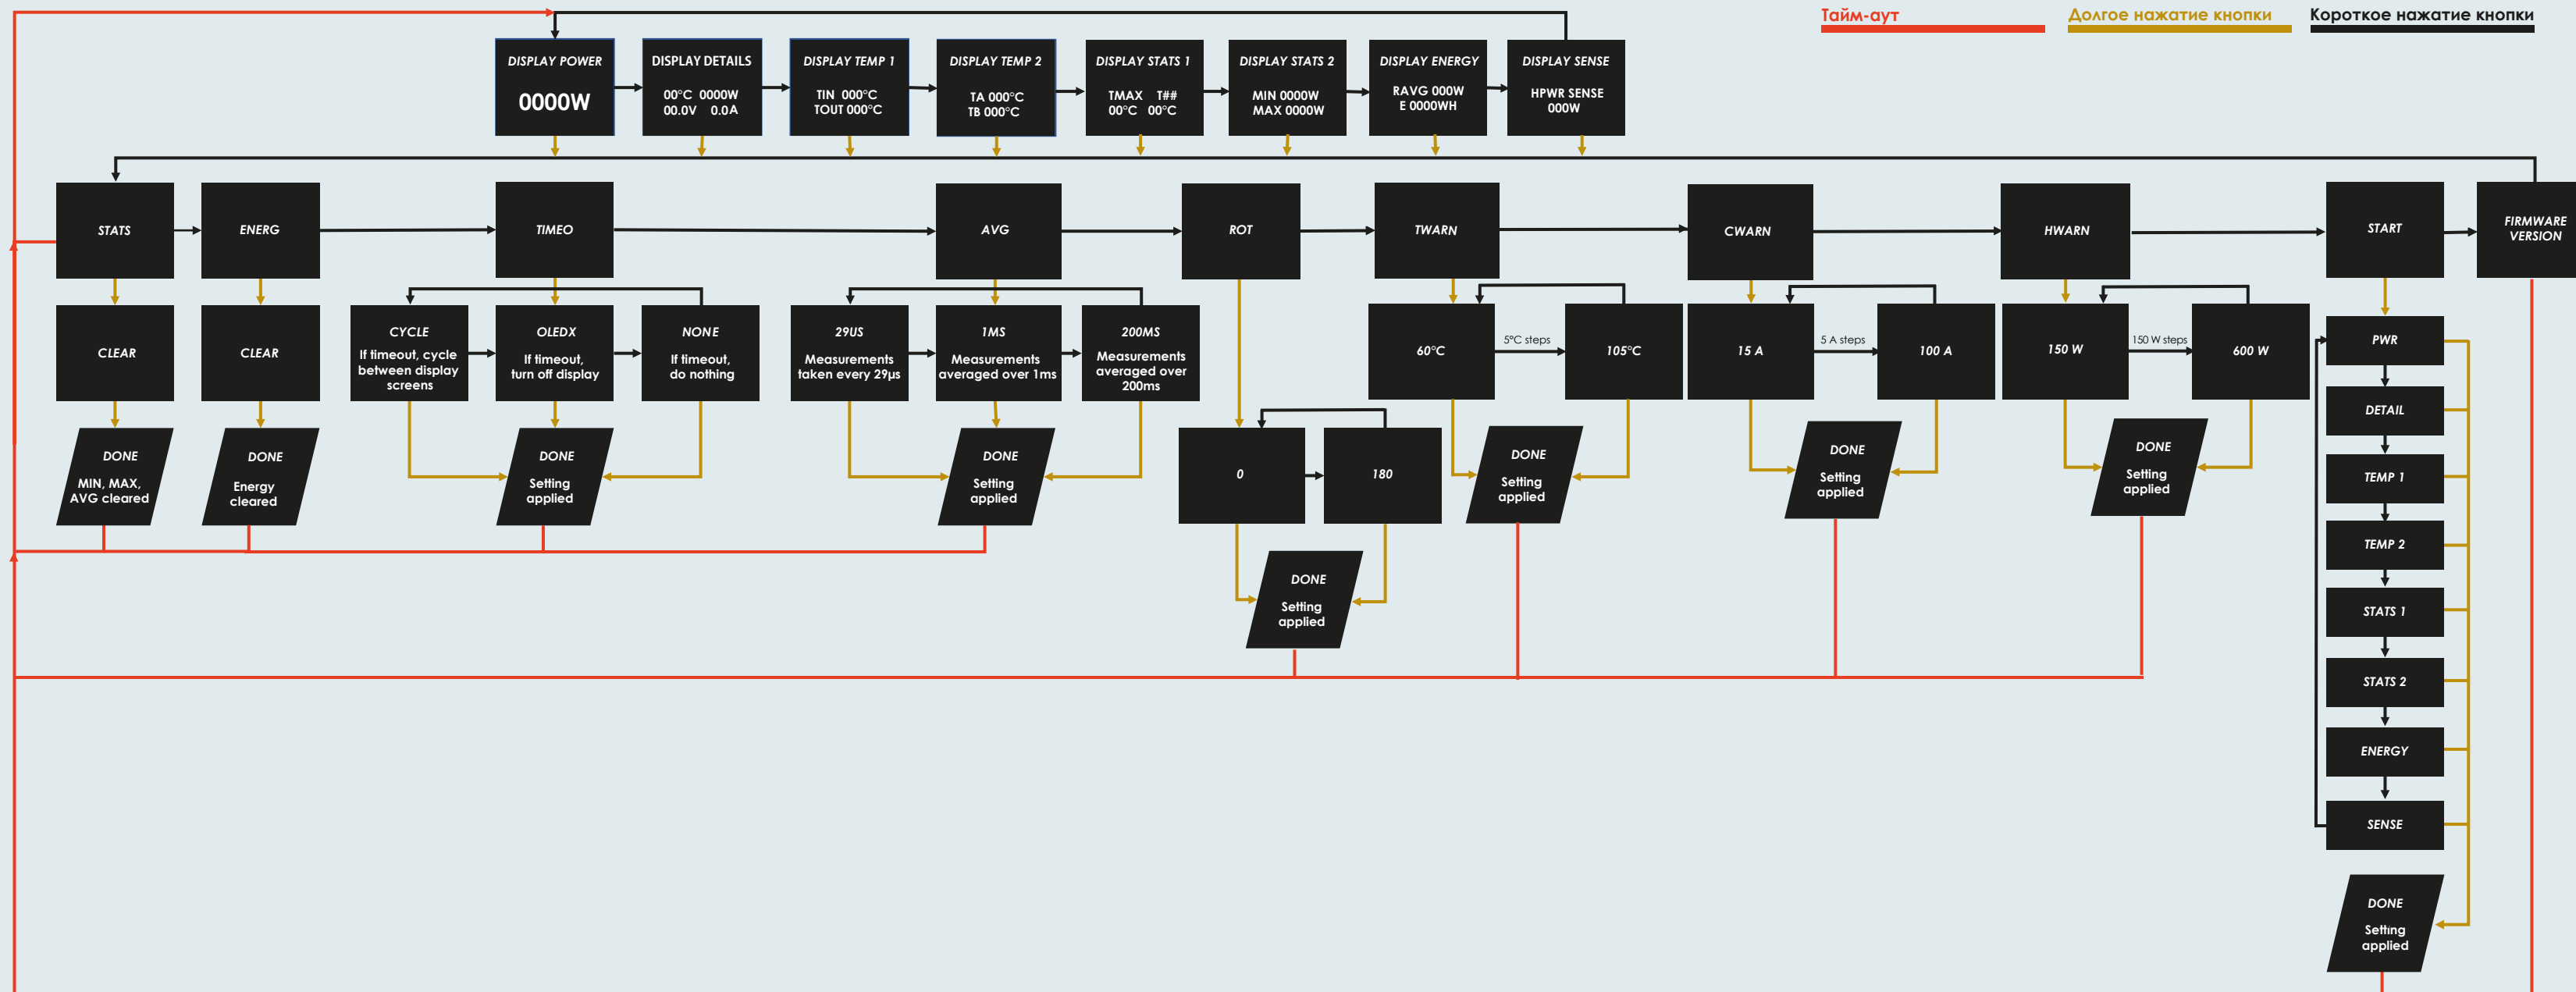 Тайм-аут
Долгое нажатие кнопки
Короткое нажатие кнопки
DISPLAY POWER
0000W
DISPLAY DETAILS
00°C 0000W
00.0V 0.0A
DISPLAY TEMP 1
TIN 000°C
TOUT 000°C
DISPLAY TEMP 2
TA 000°C
TB 000°C
DISPLAY STATS 1
TMAX T##
00°C 00°C
DISPLAY STATS 2
MIN 0000W
MAX 0000W
DISPLAY ENERGY
RAVG 000W
E 0000WH
DISPLAY SENSE
HPWR SENSE
000W
STATS
ENERG
TIMEO
AVG
ROT
TWARN
CWARN
HWARN
START
FIRMWARE
VERSION
CLEAR
CLEAR
CYCLE
If timeout, cycle
between display
screens
OLEDX
If timeout,
turn off display
NONE
If timeout,
do nothing
29US
Measurements
taken every 29µs
1MS
Measurements
averaged over 1ms
200MS
Measurements
averaged over
200ms
60°C
5°C steps
105°C
15 A
5 A steps
100 A
150 W
150 W steps
600 W
PWR
DETAIL
TEMP 1
TEMP 2
STATS 1
STATS 2
ENERGY
SENSE
DONE
MIN, MAX,
AVG cleared
DONE
Energy
cleared
DONE
Setting
applied
DONE
Setting
applied
0
180
DONE
Setting
applied
DONE
Setting
applied
DONE
Setting
applied
DONE
Setting
applied
DONE
Setting
applied